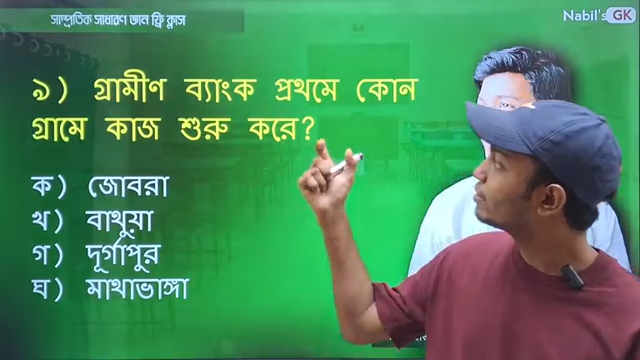 সাম্প্রতিক সাধারণ জ্ঞান ফ্রি ক্লাস
Nabil's GK
৯) গ্রামীণ ব্যাংক প্রথমে কোন
গ্রামে কাজ শুরু করে?
ক) জোবরা
খ) বাথুয়া
গ) দূর্গাপুর
ঘ) মাথাভাঙ্গা